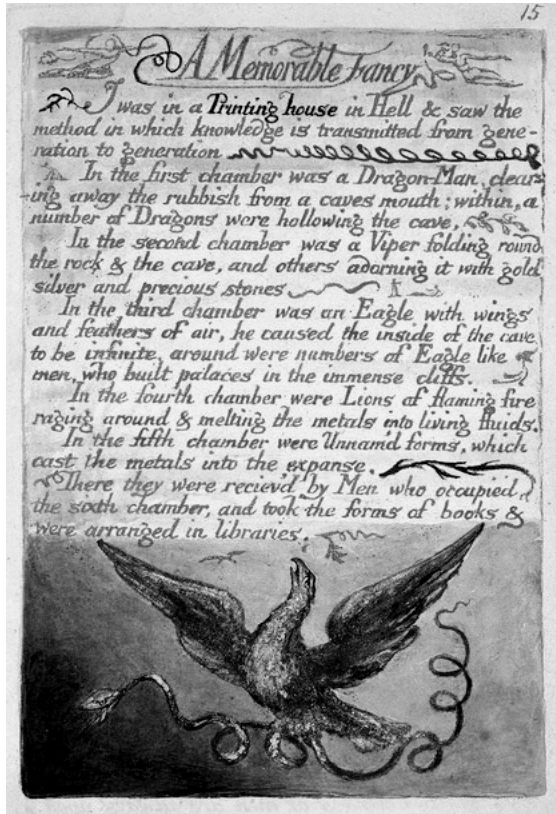 15
A Memorable Fancy
I was in a Printing house in Hell & saw the
method in which knowledge is transmitted from gene-
ration to generation
In the first chamber was a Dragon-Man, clear-
ing away the rubbish from a caves mouth; within, a
number of Dragons were hollowing the cave,
In the second chamber was a Viper folding round
the rock & the cave, and others adorning it with gold
silver and precious stones
In the third chamber was an Eagle with wings
and feathers of air, he caused the inside of the cave
to be infinite, around were numbers of Eagle like
men, who built palaces in the immense cliffs.
In the fourth chamber were Lions of flaming fire
raging around & melting the metals into living fluids.
In the fifth chamber were Unnam'd forms, which
cast the metals into the expanse.
There they were reciev'd by Men who occupied
the sixth chamber, and took the forms of books &
were arranged in libraries.